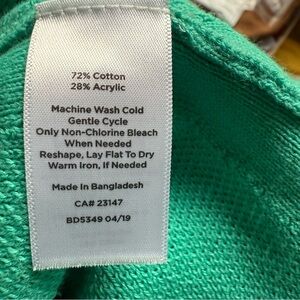 72% Cotton
28% Acrylic
Machine Wash Cold
Gentle Cycle
Only Non-Chlorine Bleach
When Needed
Reshape, Lay Flat To Dry
Warm Iron, If Needed
Made in Bangladesh
CA# 23147
BD5349 04/19